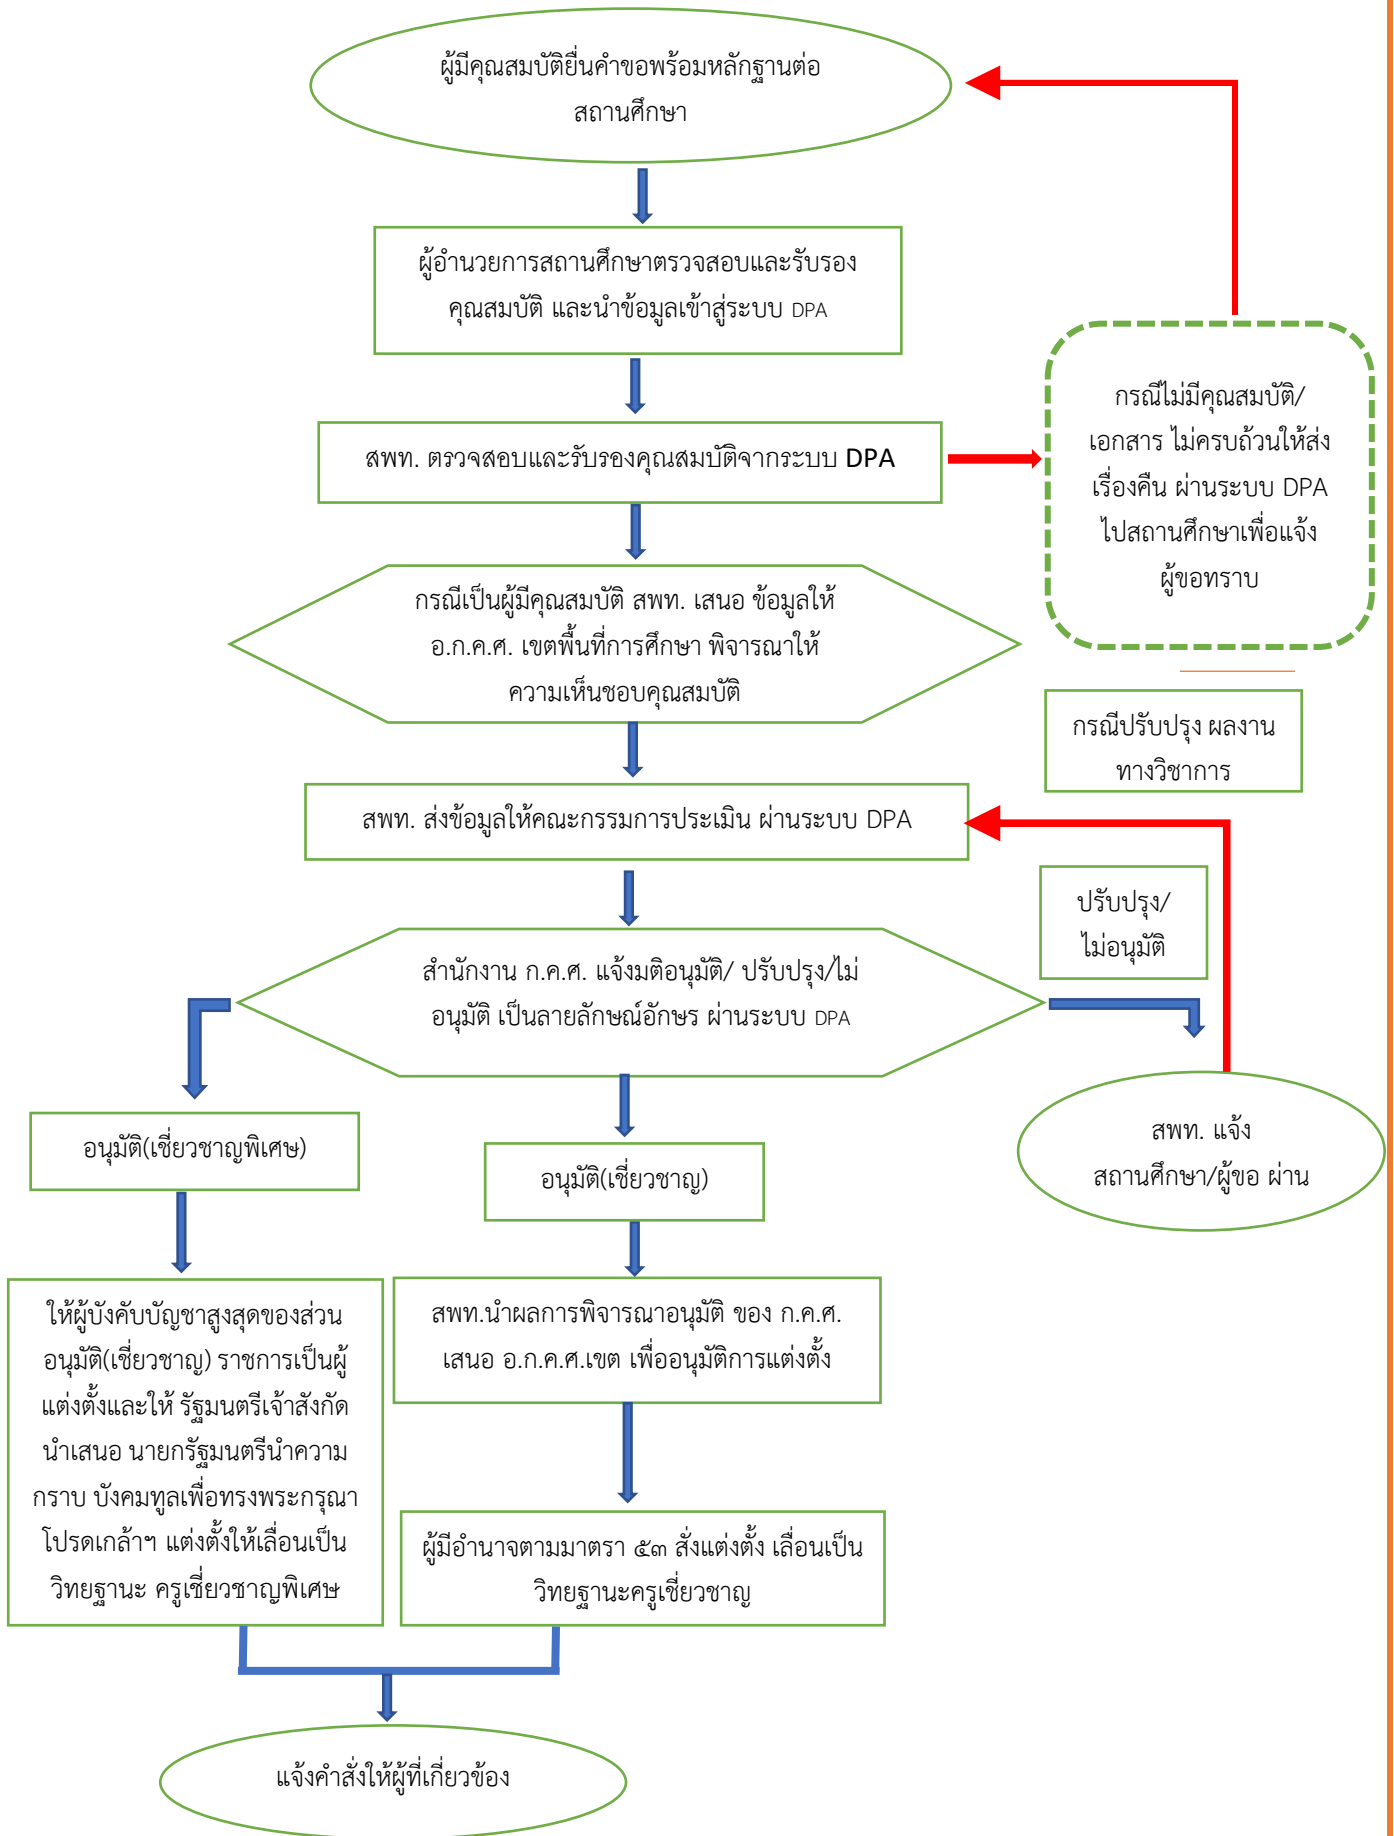 ผู้มีคุณสมบัติยื่นคำขอพร้อมหลักฐานต่อ
สถานศึกษา
ผู้อำนวยการสถานศึกษาตรวจสอบและรับรอง
คุณสมบัติ และนำข้อมูลเข้าสู่ระบบ DPA
สพท. ตรวจสอบและรับรองคุณสมบัติจากระบบ DPA
กรณีไม่มีคุณสมบัติ/
เอกสาร ไม่ครบถ้วนให้ส่ง
เรื่องคืน ผ่านระบบ DPA
ไปสถานศึกษาเพื่อแจ้ง
ผู้ขอทราบ
กรณีเป็นผู้มีคุณสมบัติ สพท. เสนอ ข้อมูลให้
อ.ก.ค.ศ. เขตพื้นที่การศึกษา พิจารณาให้
ความเห็นชอบคุณสมบัติ
กรณีปรับปรุง ผลงาน
ทางวิชาการ
สพท. ส่งข้อมูลให้คณะกรรมการประเมิน ผ่านระบบ DPA
ปรับปรุง/
ไม่อนุมัติ
สำนักงาน ก.ค.ศ. แจ้งมติอนุมัติ/ ปรับปรุง/ไม่
อนุมัติ เป็นลายลักษณ์อักษร ผ่านระบบ DPA
สพท. แจ้ง
สถานศึกษา/ผู้ขอ ผ่าน
อนุมัติ(เชี่ยวชาญพิเศษ)
อนุมัติ(เชี่ยวชาญ)
ให้ผู้บังคับบัญชาสูงสุดของส่วน
อนุมัติ(เชี่ยวชาญ) ราชการเป็นผู้
แต่งตั้งและให้ รัฐมนตรีเจ้าสังกัด
นำเสนอ นายกรัฐมนตรีนำความ
กราบ บังคมทูลเพื่อทรงพระกรุณา
โปรดเกล้าฯ แต่งตั้งให้เลื่อนเป็น
วิทยฐานะ ครูเชี่ยวชาญพิเศษ
สพท.นำผลการพิจารณาอนุมัติ ของ ก.ค.ศ.
เสนอ อ.ก.ค.ศ.เขต เพื่ออนุมัติการแต่งตั้ง
ผู้มีอำนาจตามมาตรา ๕๓ สั่งแต่งตั้ง เลื่อนเป็น
วิทยฐานะครูเชี่ยวชาญ
แจ้งคำสั่งให้ผู้ที่เกี่ยวข้อง